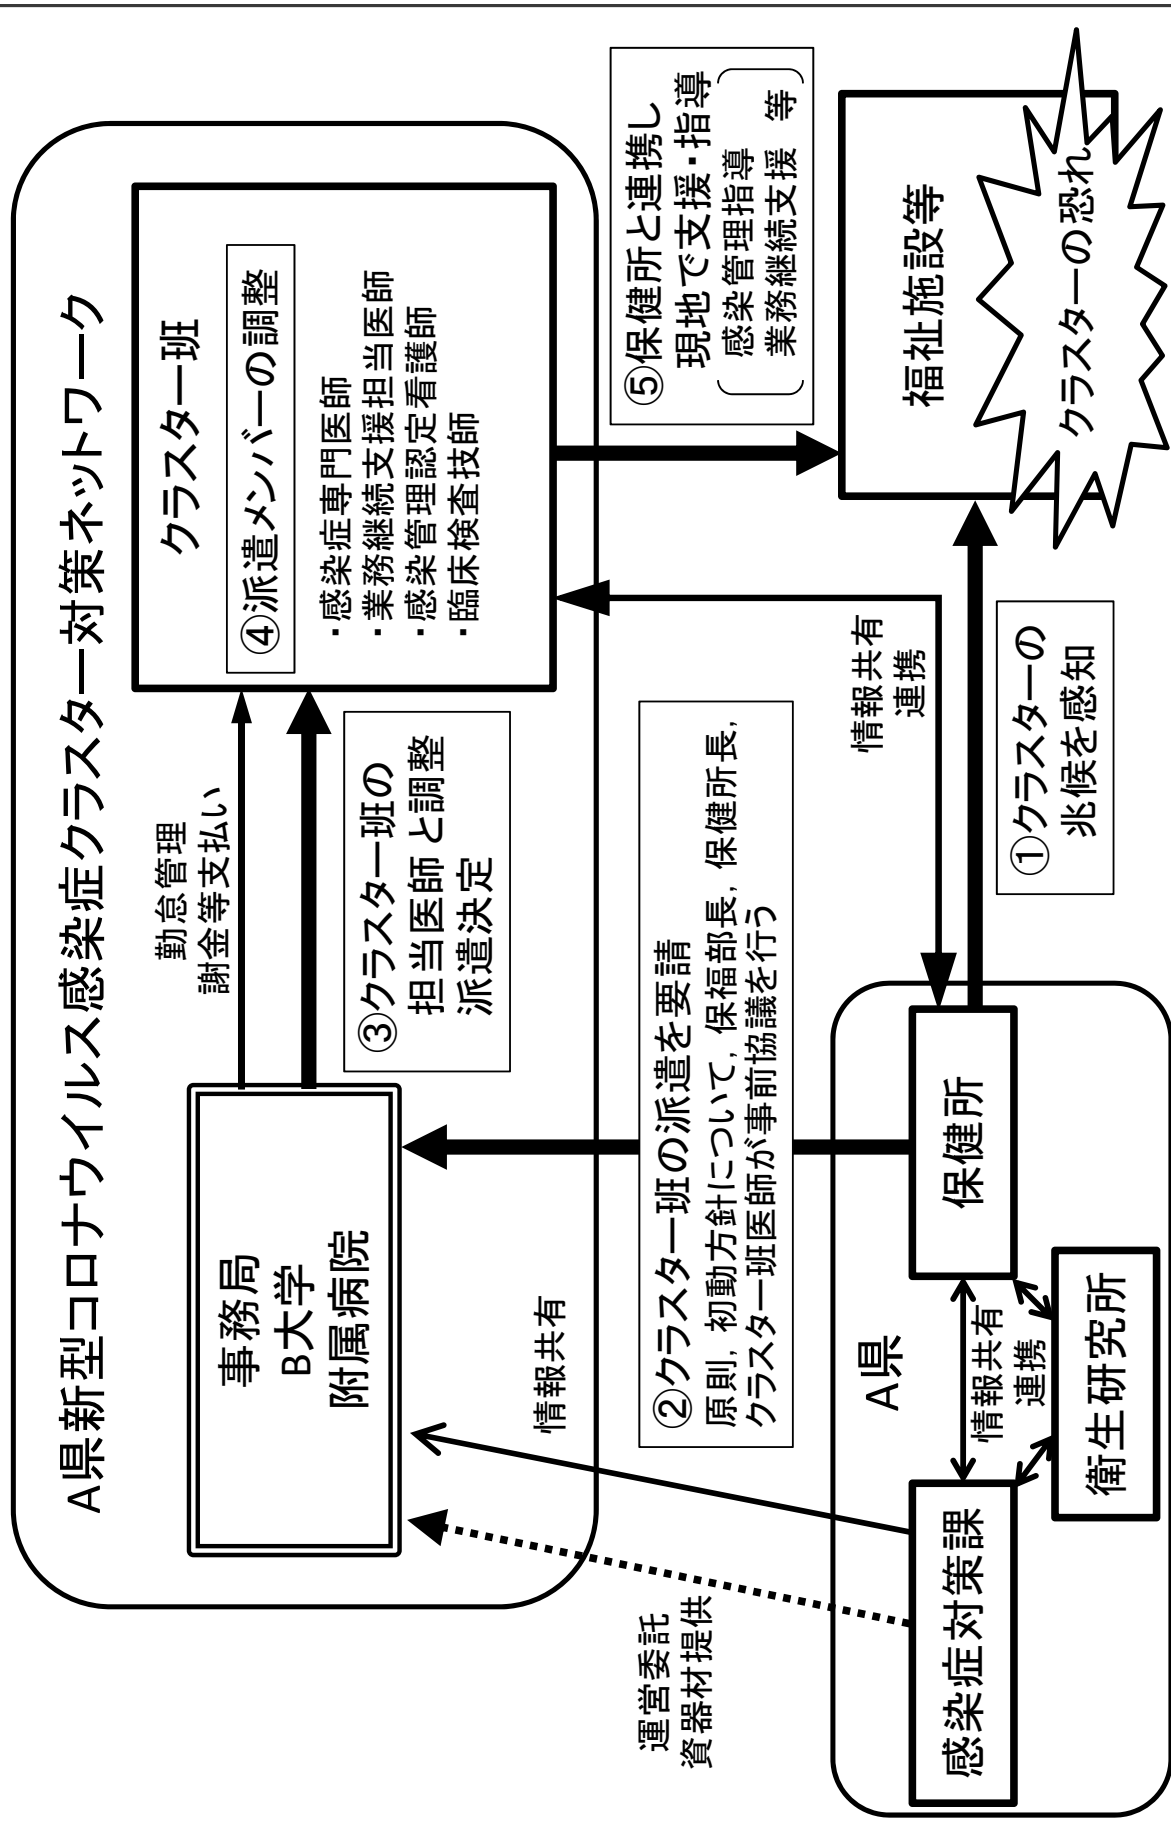 A県新型コロナウイルス感染症クラスター対策ネットワーク
事務局
B大学
附属病院
勤怠管理
謝金等支払い
③クラスター班の
担当医師と調整
派遣決定
クラスター班
④派遣メンバーの調整
・感染症専門医師
・業務継続支援担当医師
・感染管理認定看護師
・臨床検査技師
運営委託
資器材提供
情報共有
②クラスター班の派遣を要請
原則，初動方針について，保福部長，保健所長，
クラスター班医師が事前協議を行う
情報共有
連携
⑤保健所と連携し
現地で支援・指導
感染管理指導
業務継続支援　等
A県
感染症対策課
情報共有
連携
保健所
衛生研究所
①クラスターの
兆候を感知
福祉施設等
クラスターの恐れ